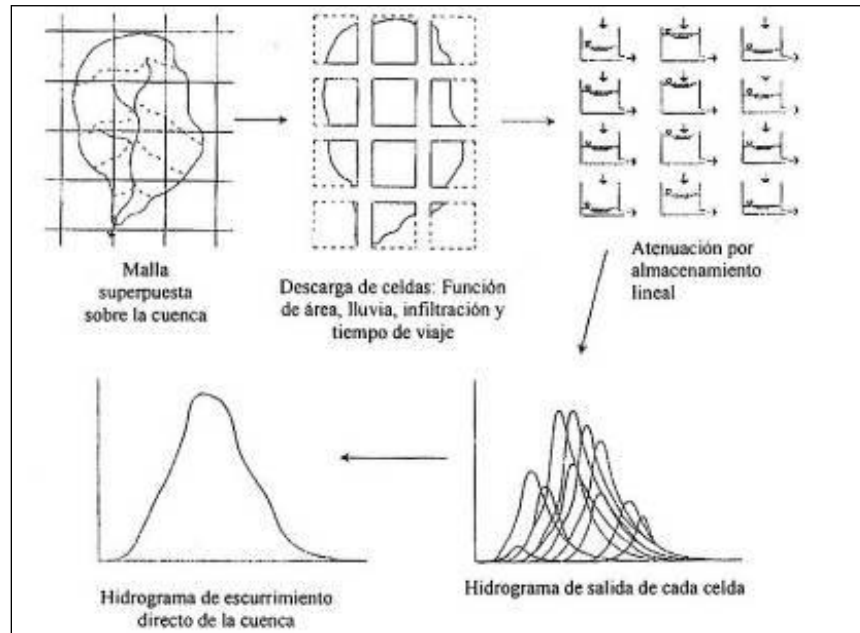 Malla
superpuesta
sobre la cuenca
Descarga de celdas: Función
de área, lluvia, infiltración y
tiempo de viaje
Atenuación por
almacenamiento
lineal
Hidrograma de escurrimiento
directo de la cuenca
Hidrograma de salida de cada celda